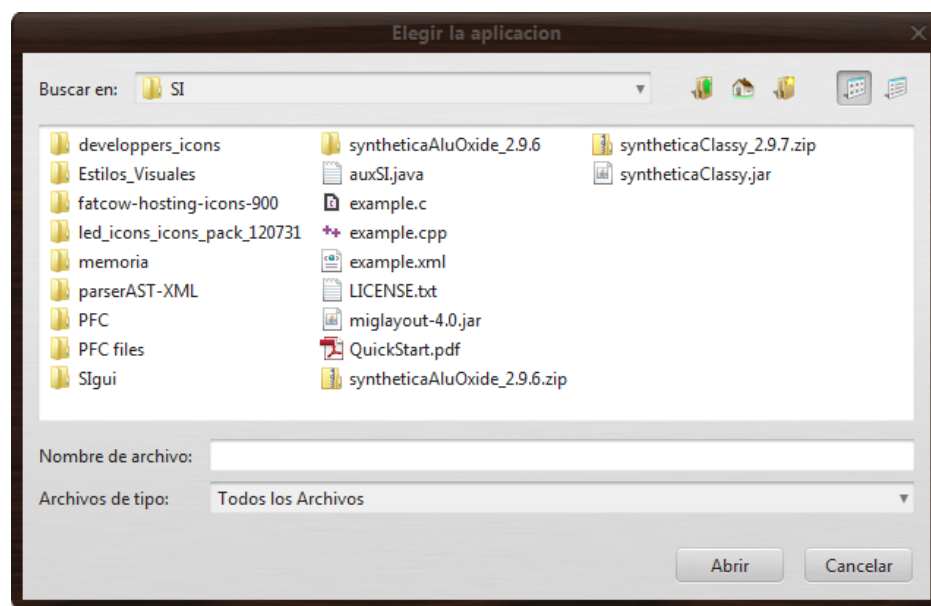 Elegir la aplicacion
Buscar en: SI
developpers_icons
Estilos_Visuales
fatcow-hosting-icons-900
led_icons_icons_pack_120731
memoria
parserAST-XML
PFC
PFC files
SIgui
syntheticaAluOxide_2.9.6
auxSI.java
example.c
example.cpp
example.xml
LICENSE.txt
miglayout-4.0.jar
QuickStart.pdf
syntheticaAluOxide_2.9.6.zip
syntheticaClassy_2.9.7.zip
syntheticaClassy.jar
Nombre de archivo:
Archivos de tipo: Todos los Archivos
Abrir Cancelar